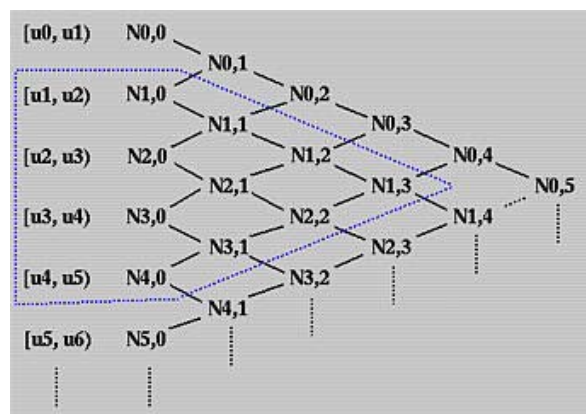 [u0, u1) N0,0
N0,1
[u1, u2) N1,0 N0,2
N1,1 N0,3
[u2, u3) N2,0 N1,2 N0,4
N2,1 N1,3 N0,5
[u3, u4) N3,0 N2,2 N1,4
N3,1 N2,3
[u4, u5) N4,0 N3,2
N4,1
[u5, u6) N5,0